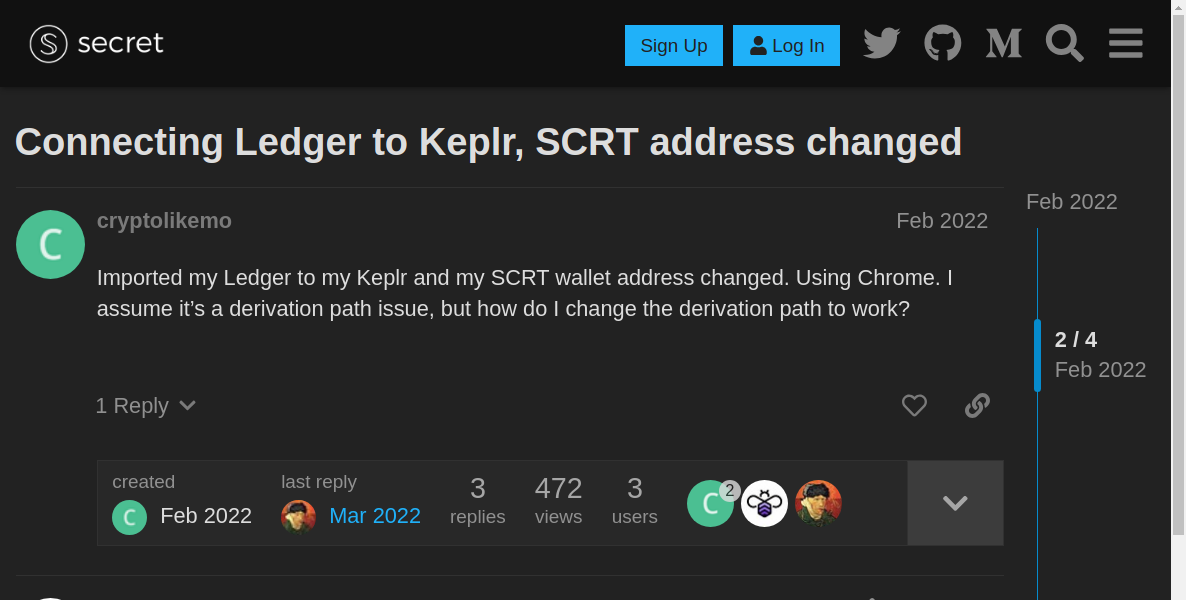 secret
Sign Up
Log In
Connecting Ledger to Keplr, SCRT address changed
cryptolikemo
Feb 2022
C
Imported my Ledger to my Keplr and my SCRT wallet address changed. Using Chrome. I
assume it’s a derivation path issue, but how do I change the derivation path to work?
1 Reply
created
C
Feb 2022
last reply
Mar 2022
3
replies
472
views
3
users
C
2
Feb 2022
2 / 4
Feb 2022